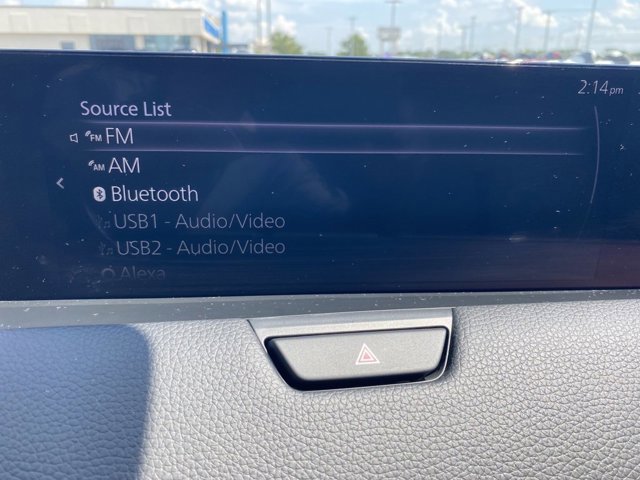 2:14pm
Source List
FM FM
AM AM
Bluetooth
USB1 - Audio/Video
USB2 - Audio/Video
Alexa